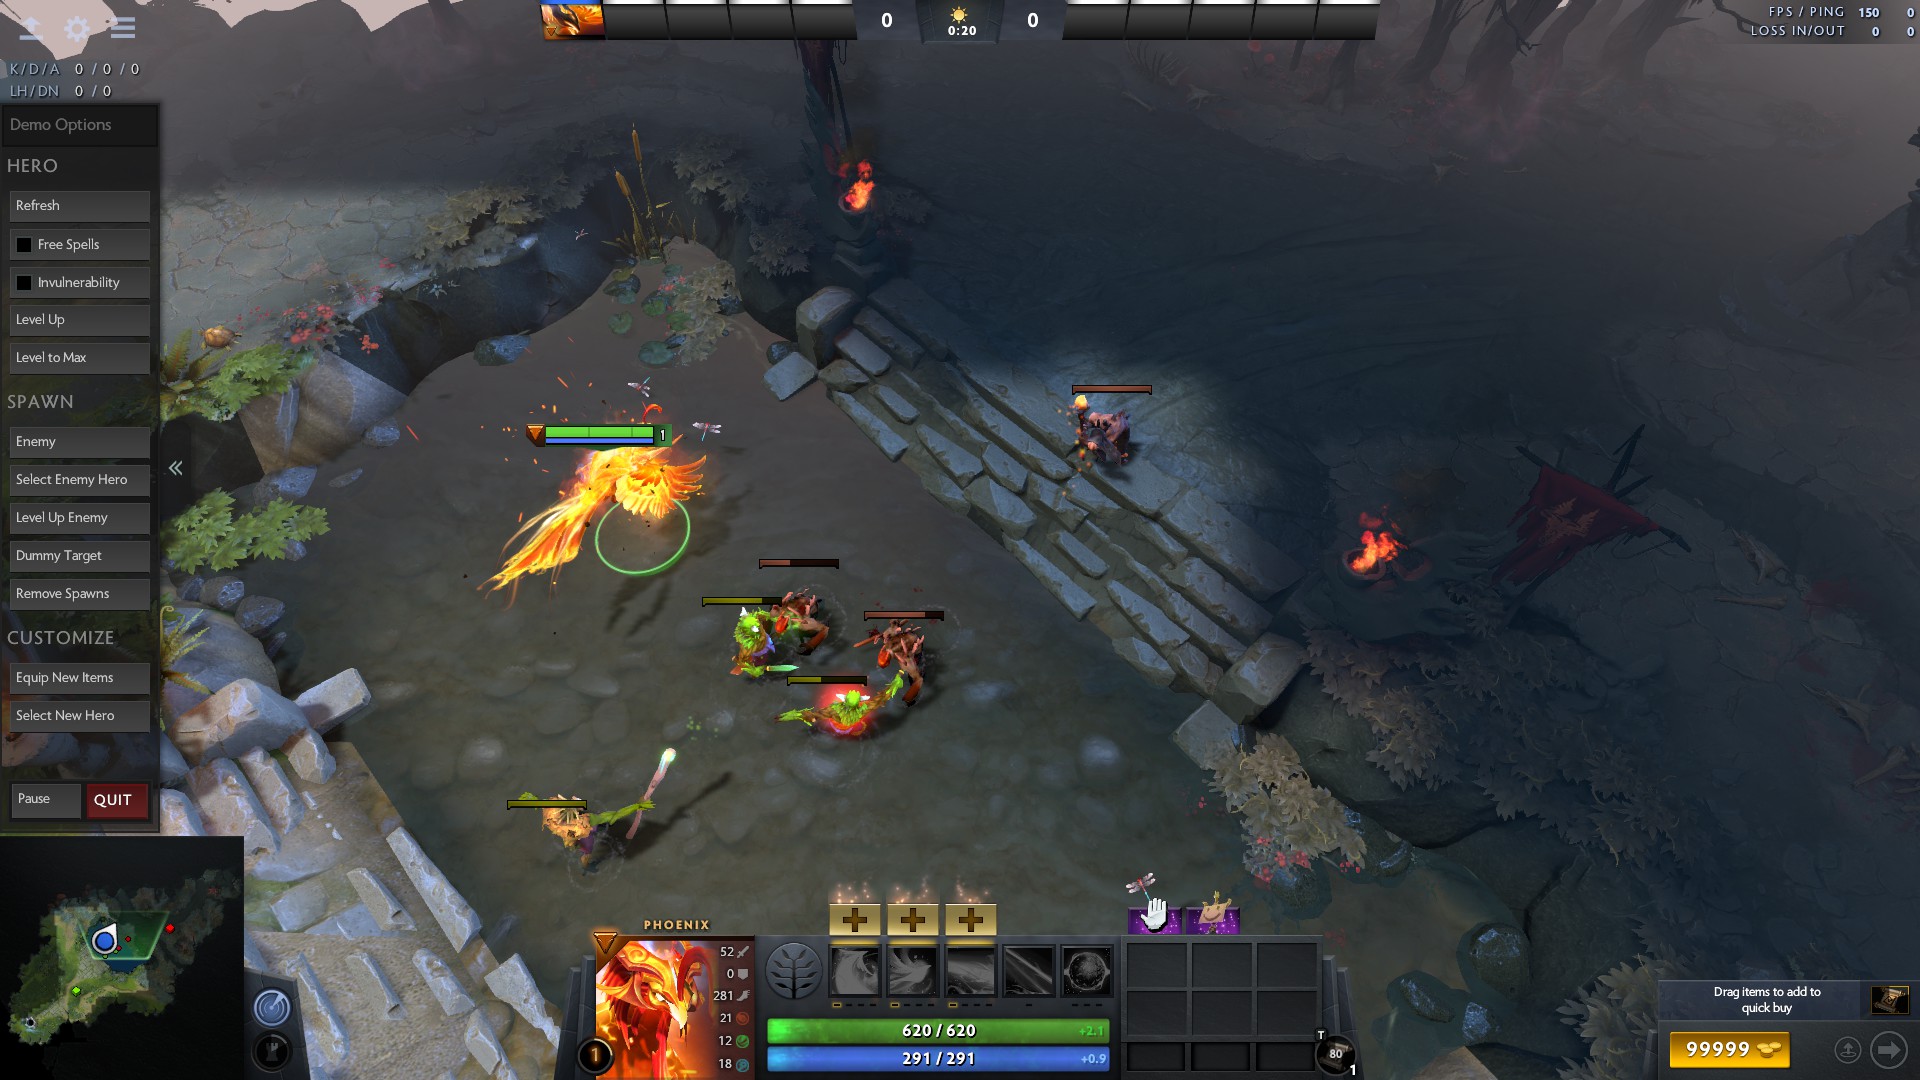 0
0:20
0
FPS / PING 150 0
LOSS IN/OUT 0 0
K/D/A 0 / 0 / 0
LH/DN 0 / 0
Demo Options
HERO
Refresh
Free Spells
Invulnerability
Level Up
Level to Max
SPAWN
Enemy
Select Enemy Hero
Level Up Enemy
Dummy Target
Remove Spawns
CUSTOMIZE
Equip New Items
Select New Hero
Pause
QUIT
1
PHOENIX
52
0
281
21
12
18
1
620 / 620
+2.1
291 / 291
+0.9
T
80
1
Drag items to add to
quick buy
99999